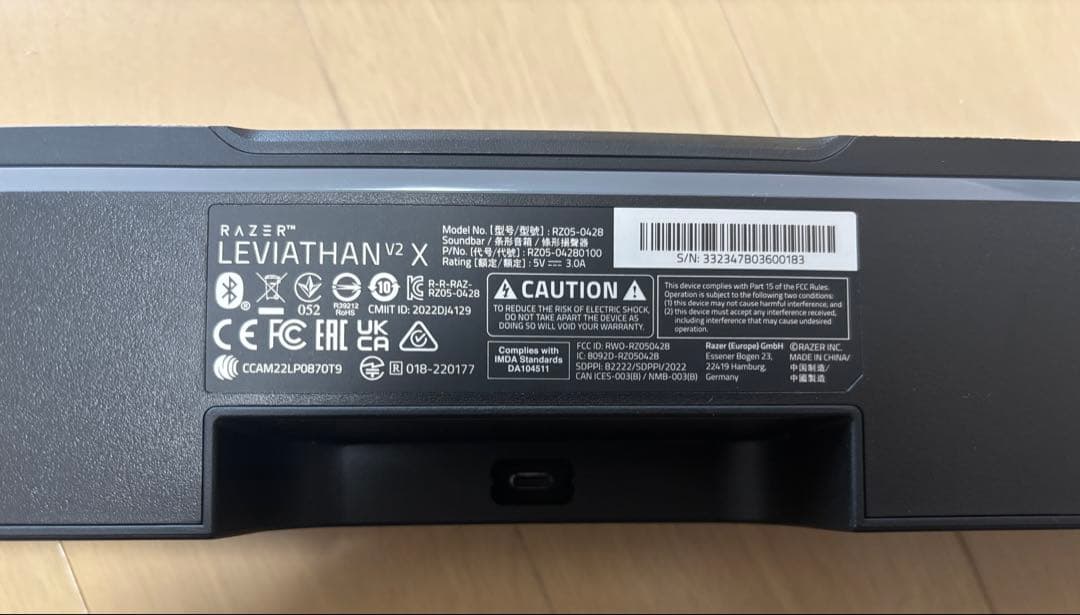 RAZER™
LEVIATHAN V2 X
Model No. [型号/型號] : RZ05-0428
Soundbar / 条形音箱 / 條形揚聲器
P/No. [代号/代號] : RZ05-04280100
Rating [额定/額定] : 5V ⎓ 3.0A
S/N: 332347B03600183
052
R39212
RoHS
10
R-R-RAZ-
RZ05-0428
CMIIT ID: 2022DJ4129
CE FC EAC UK CA
CCAM22LP0870T9
R 018-220177
CAUTION
TO REDUCE THE RISK OF ELECTRIC SHOCK,
DO NOT TAKE APART THE DEVICE AS
DOING SO WILL VOID YOUR WARRANTY.
This device complies with Part 15 of the FCC Rules.
Operation is subject to the following two conditions:
(1) this device may not cause harmful interference, and
(2) this device must accept any interference received,
including interference that may cause undesired
operation.
Complies with
IMDA Standards
DA104511
FCC ID: RWO-RZ050428
IC: 8092D-RZ050428
SDPPI: B2222/SDPPI/2022
CAN ICES-003(B) / NMB-003(B)
Razer (Europe) GmbH
Essener Bogen 23,
22419 Hamburg,
Germany
©RAZER INC.
MADE IN CHINA/
中国制造/
中國製造